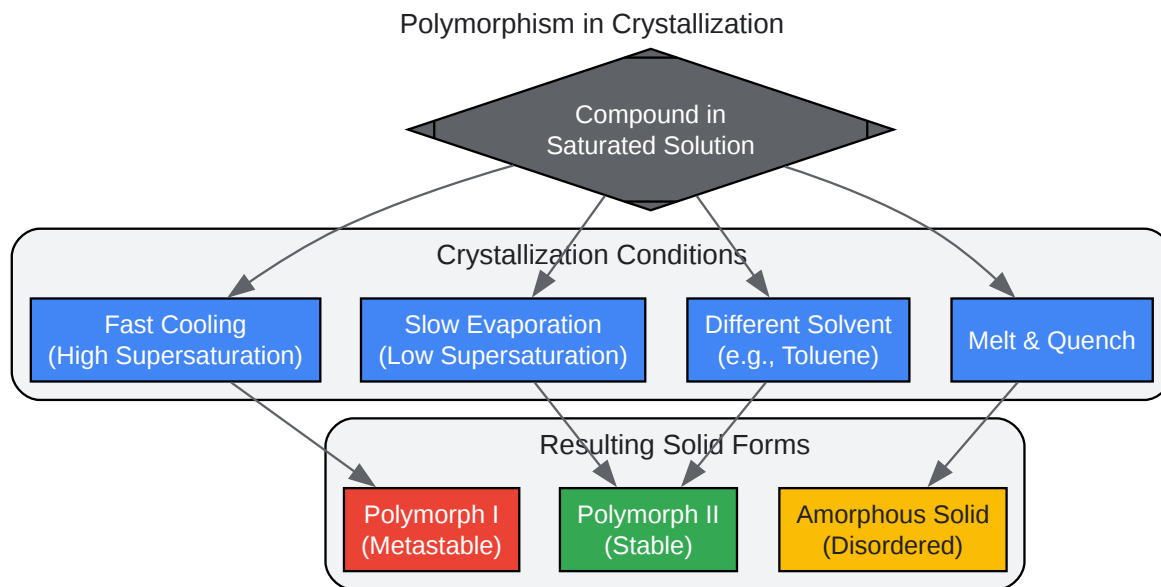 Polymorphism in Crystallization
Compound in
Saturated Solution
Crystallization Conditions
Fast Cooling
(High Supersaturation)
Slow Evaporation
(Low Supersaturation)
Different Solvent
(e.g., Toluene)
Melt & Quench
Resulting Solid Forms
Polymorph I
(Metastable)
Polymorph II
(Stable)
Amorphous Solid
(Disordered)